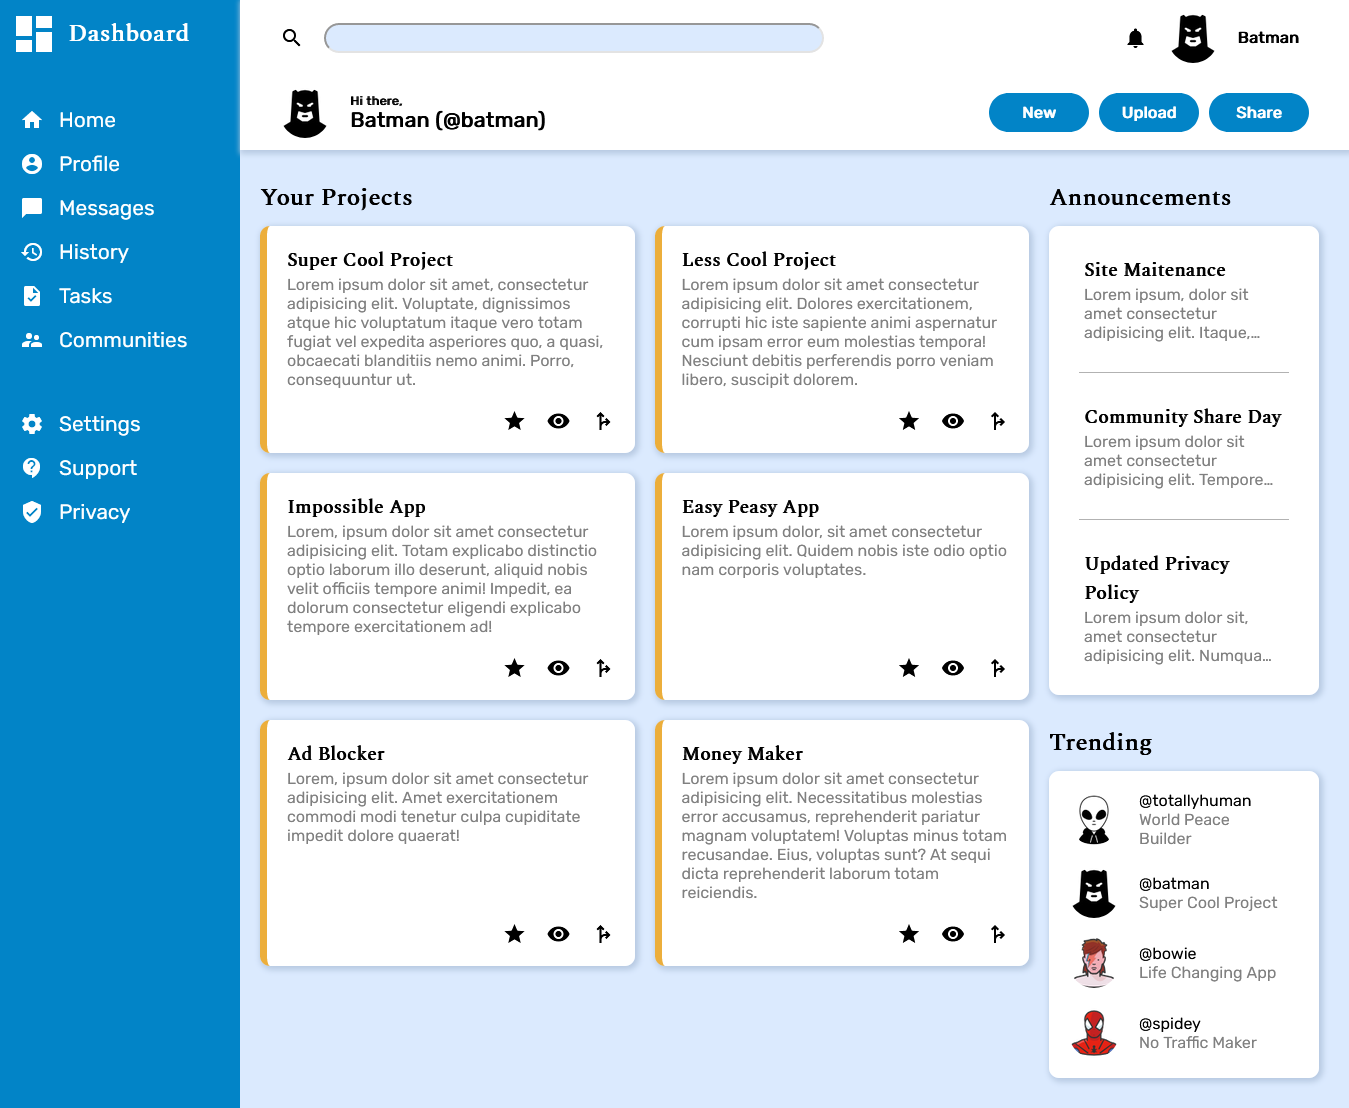 Dashboard
Home
Profile
Messages
History
Tasks
Communities
Settings
Support
Privacy
Batman
Hi there,
Batman (@batman)
New
Upload
Share
Your Projects
Super Cool Project
Lorem ipsum dolor sit amet, consectetur
adipisicing elit. Voluptate, dignissimos
atque hic voluptatum itaque vero totam
fugiat vel expedita asperiores quo, a quasi,
obcaecati blanditiis nemo animi. Porro,
consequuntur ut.
Less Cool Project
Lorem ipsum dolor sit amet consectetur
adipisicing elit. Dolores exercitationem,
corrupti hic iste sapiente animi aspernatur
cum ipsam error eum molestias tempora!
Nesciunt debitis perferendis porro veniam
libero, suscipit dolorem.
Impossible App
Lorem, ipsum dolor sit amet consectetur
adipisicing elit. Totam explicabo distinctio
optio laborum illo deserunt, aliquid nobis
velit officiis tempore animi! Impedit, ea
dolorum consectetur eligendi explicabo
tempore exercitationem ad!
Easy Peasy App
Lorem ipsum dolor, sit amet consectetur
adipisicing elit. Quidem nobis iste odio optio
nam corporis voluptates.
Ad Blocker
Lorem, ipsum dolor sit amet consectetur
adipisicing elit. Amet exercitationem
commodi modi tenetur culpa cupiditate
impedit dolore quaerat!
Money Maker
Lorem ipsum dolor sit amet consectetur
adipisicing elit. Necessitatibus molestias
error accusamus, reprehenderit pariatur
magnam voluptatem! Voluptas minus totam
recusandae. Eius, voluptas sunt? At sequi
dicta reprehenderit laborum totam
reiciendis.
Announcements
Site Maitenance
Lorem ipsum, dolor sit
amet consectetur
adipisicing elit. Itaque,…
Community Share Day
Lorem ipsum dolor sit
amet consectetur
adipisicing elit. Tempore…
Updated Privacy
Policy
Lorem ipsum dolor sit,
amet consectetur
adipisicing elit. Numqua…
Trending
@totallyhuman
World Peace
Builder
@batman
Super Cool Project
@bowie
Life Changing App
@spidey
No Traffic Maker